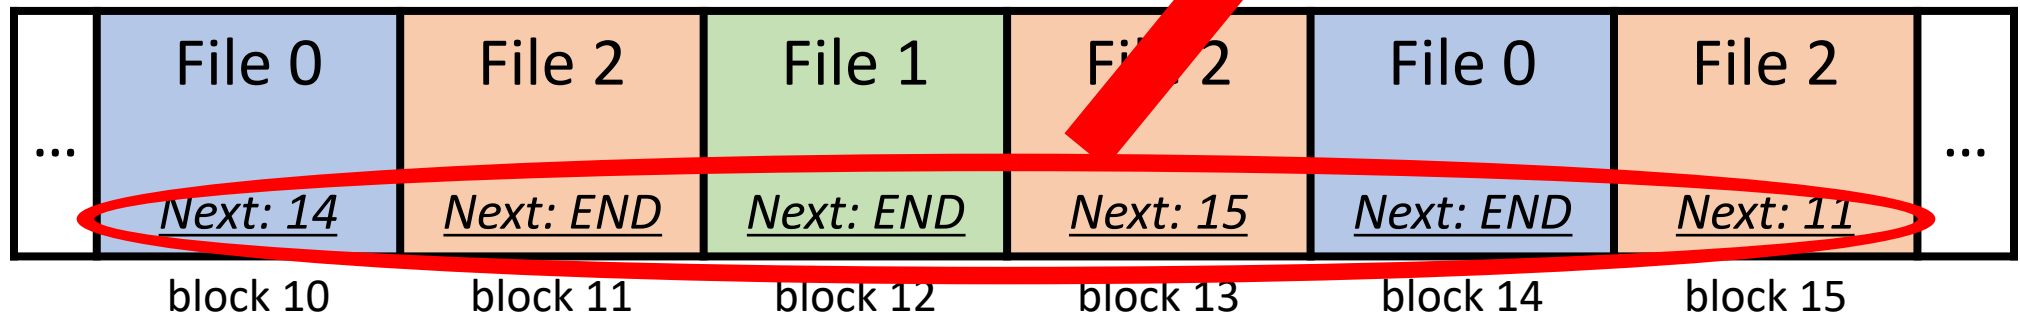 File 0 File 2 File 1 File 2 File 0 File 2
... ...
Next: 14 Next: END Next: END Next: 15 Next: END Next: 11
block 10 block 11 block 12 block 13 block 14 block 15